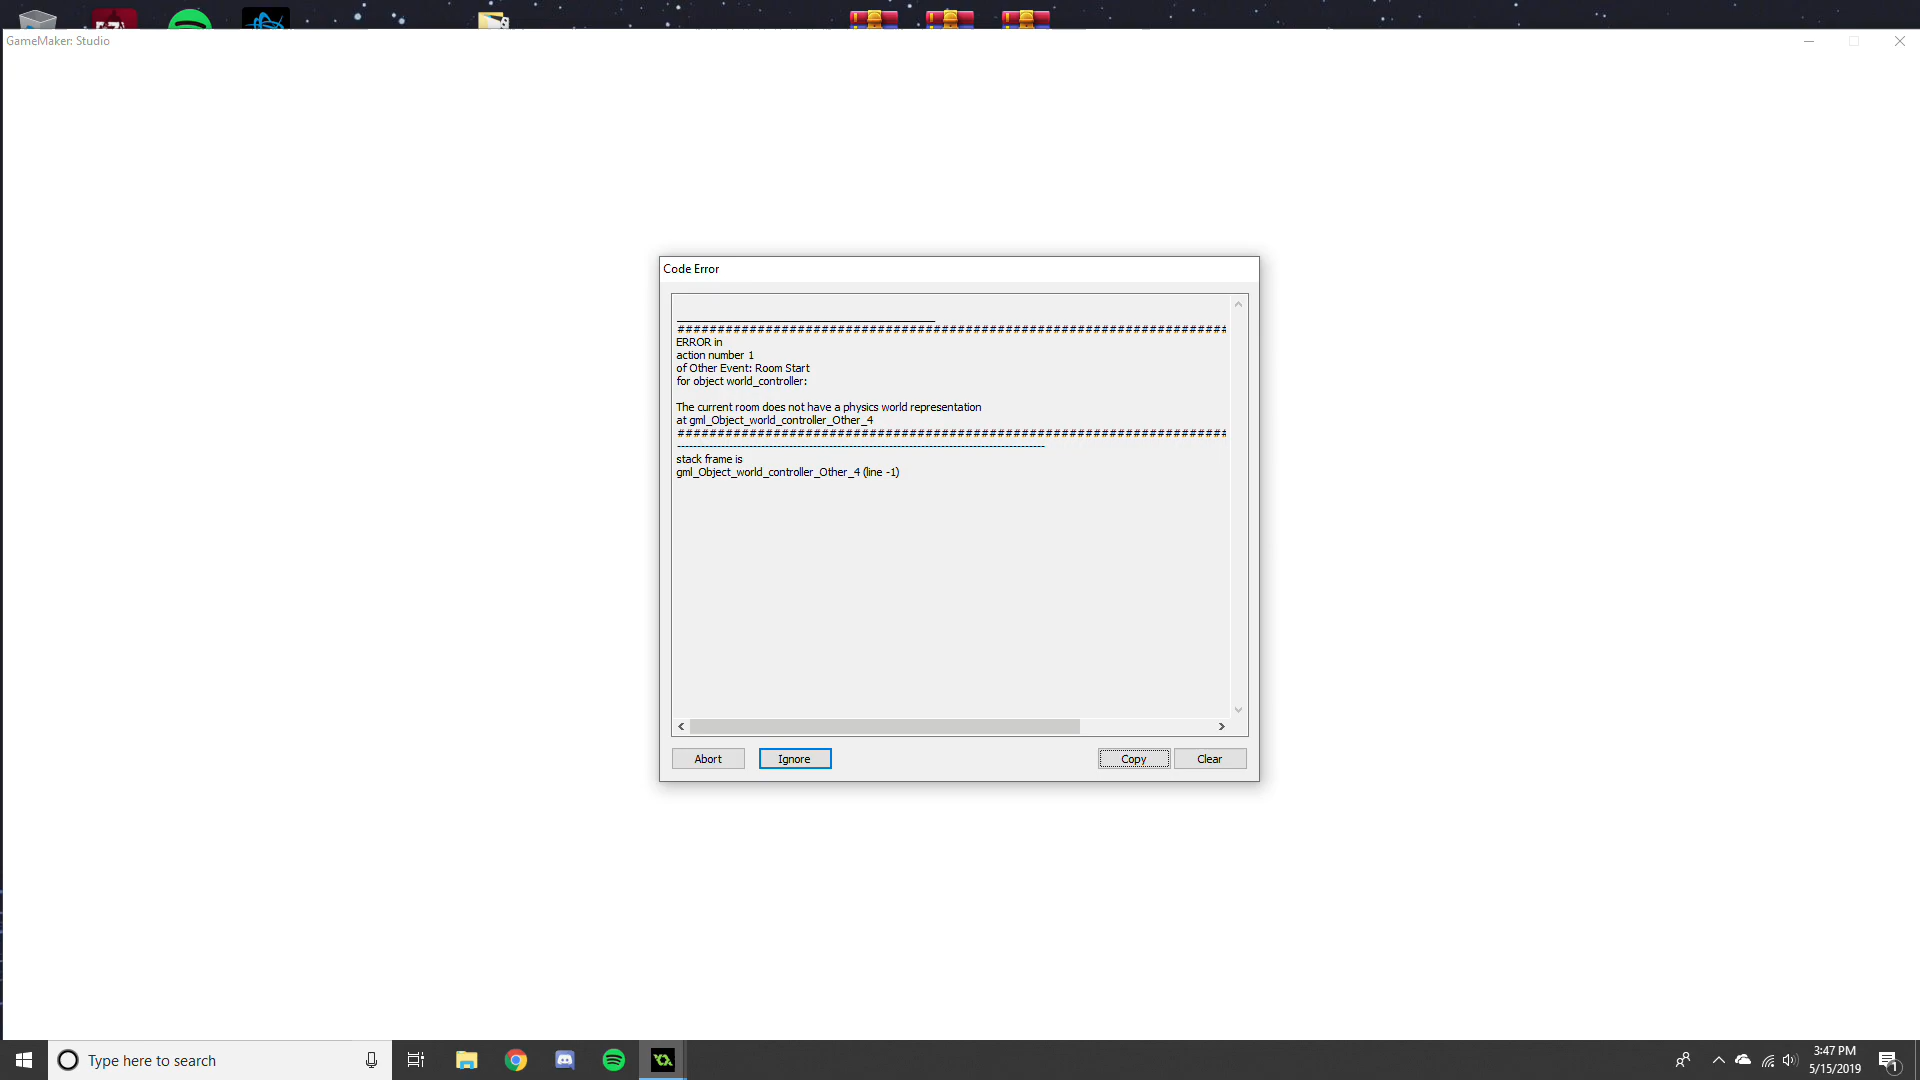 GameMaker: Studio
Code Error
___________________________________________
############################################################################
ERROR in
action number 1
of Other Event: Room Start
for object world_controller:
The current room does not have a physics world representation
at gml_Object_world_controller_Other_4
############################################################################
--------------------------------------------------------------------------------------------
stack frame is
gml_Object_world_controller_Other_4 (line -1)
Abort
Ignore
Copy
Clear
Type here to search
3:47 PM
5/15/2019
1